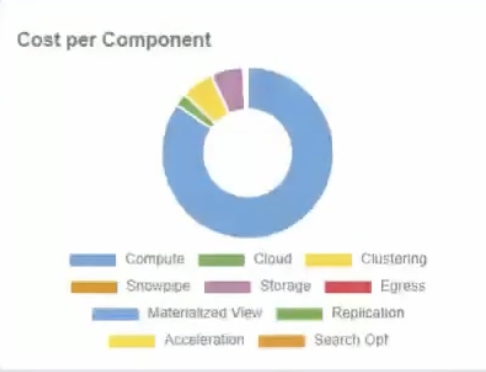 Cost per Component
Compute Cloud Clustering
Snowpipe Storage Egress
Materialized View Replication
Acceleration Search Opt